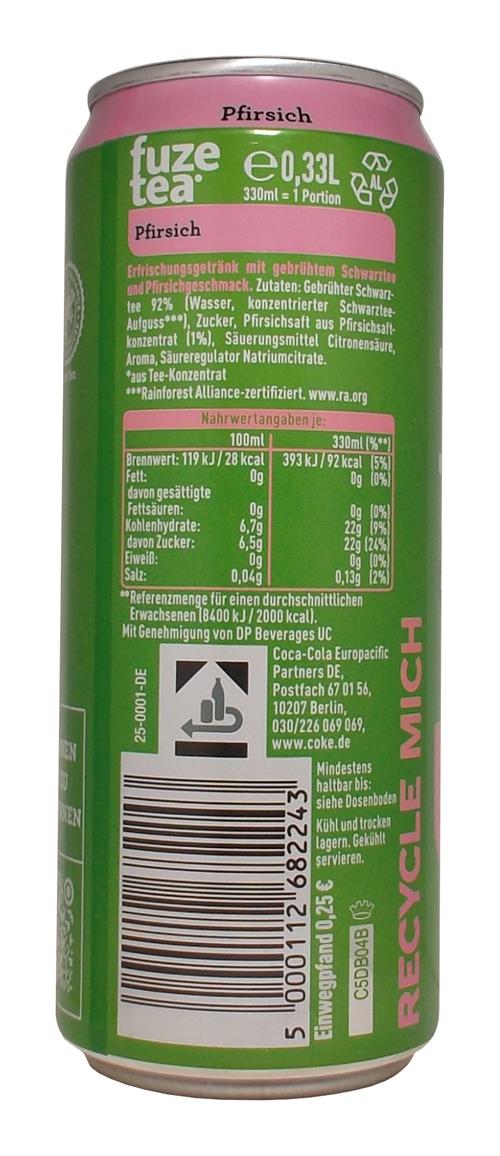 Pfirsich
fuze
tea
℮0,33L
330ml = 1 Portion
AL
Pfirsich
Erfrischungsgetränk mit gebrühtem Schwarztee
und Pfirsichgeschmack. Zutaten: Gebrühter Schwarz-
tee 92% (Wasser, konzentrierter Schwarztee-
Aufguss***), Zucker, Pfirsichsaft aus Pfirsichsaft-
konzentrat (1%), Säuerungsmittel Citronensäure,
Aroma, Säureregulator Natriumcitrate.
*aus Tee-Konzentrat
***Rainforest Alliance-zertifiziert. www.ra.org
Nährwertangaben je:
100ml 330ml (%**)
Brennwert: 119 kJ / 28 kcal 393 kJ / 92 kcal (5%)
Fett: 0g 0g (0%)
davon gesättigte
Fettsäuren: 0g 0g (0%)
Kohlenhydrate: 6,7g 22g (9%)
davon Zucker: 6,5g 22g (24%)
Eiweiß: 0g 0g (0%)
Salz: 0,04g 0,13g (2%)
**Referenzmenge für einen durchschnittlichen
Erwachsenen (8400 kJ / 2000 kcal).
Mit Genehmigung von DP Beverages UC
25-0001-DE
Coca-Cola Europacific
Partners DE,
Postfach 67 01 56,
10207 Berlin,
030/226 069 069,
www.coke.de
Mindestens
haltbar bis:
siehe Dosenboden
Kühl und trocken
lagern. Gekühlt
servieren.
5 000112 682243
Einwegpfand 0,25 €
C5DB04B
RECYCLE MICH